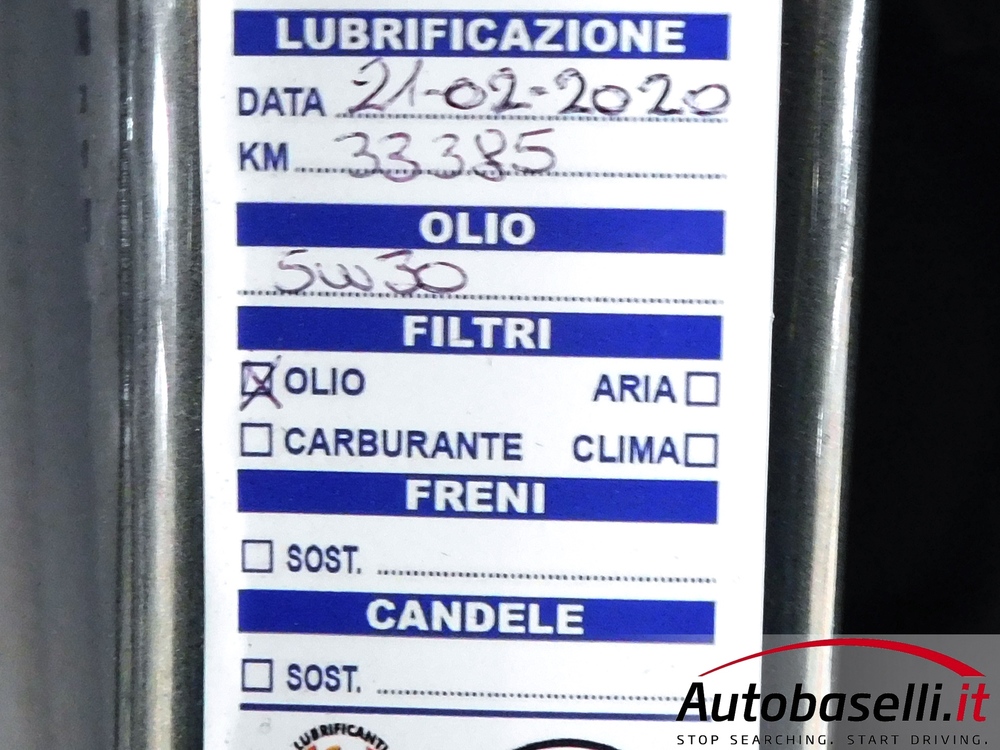 LUBRIFICAZIONE
DATA 21-02-2020
KM 33385
OLIO
5W30
FILTRI
OLIO ARIA
CARBURANTE CLIMA
FRENI
SOST.
CANDELE
SOST.
LUBRIFICANTI
Autobaselli.it
STOP SEARCHING. START DRIVING.